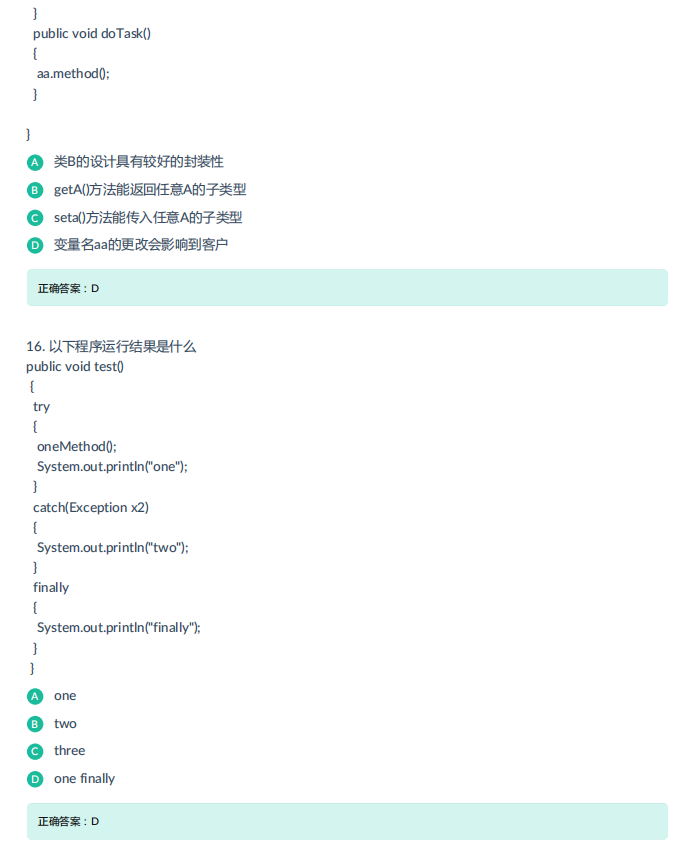 }
public void doTask()
{
aa.method();
}
}
A 类B的设计具有较好的封装性
B getA()方法能返回任意A的子类型
C seta()方法能传入任意A的子类型
D 变量名aa的更改会影响到客户
正确答案：D
16. 以下程序运行结果是什么
public void test()
{
try
{
oneMethod();
System.out.println("one");
}
catch(Exception x2)
{
System.out.println("two");
}
finally
{
System.out.println("finally");
}
}
A one
B two
C three
D one finally
正确答案：D